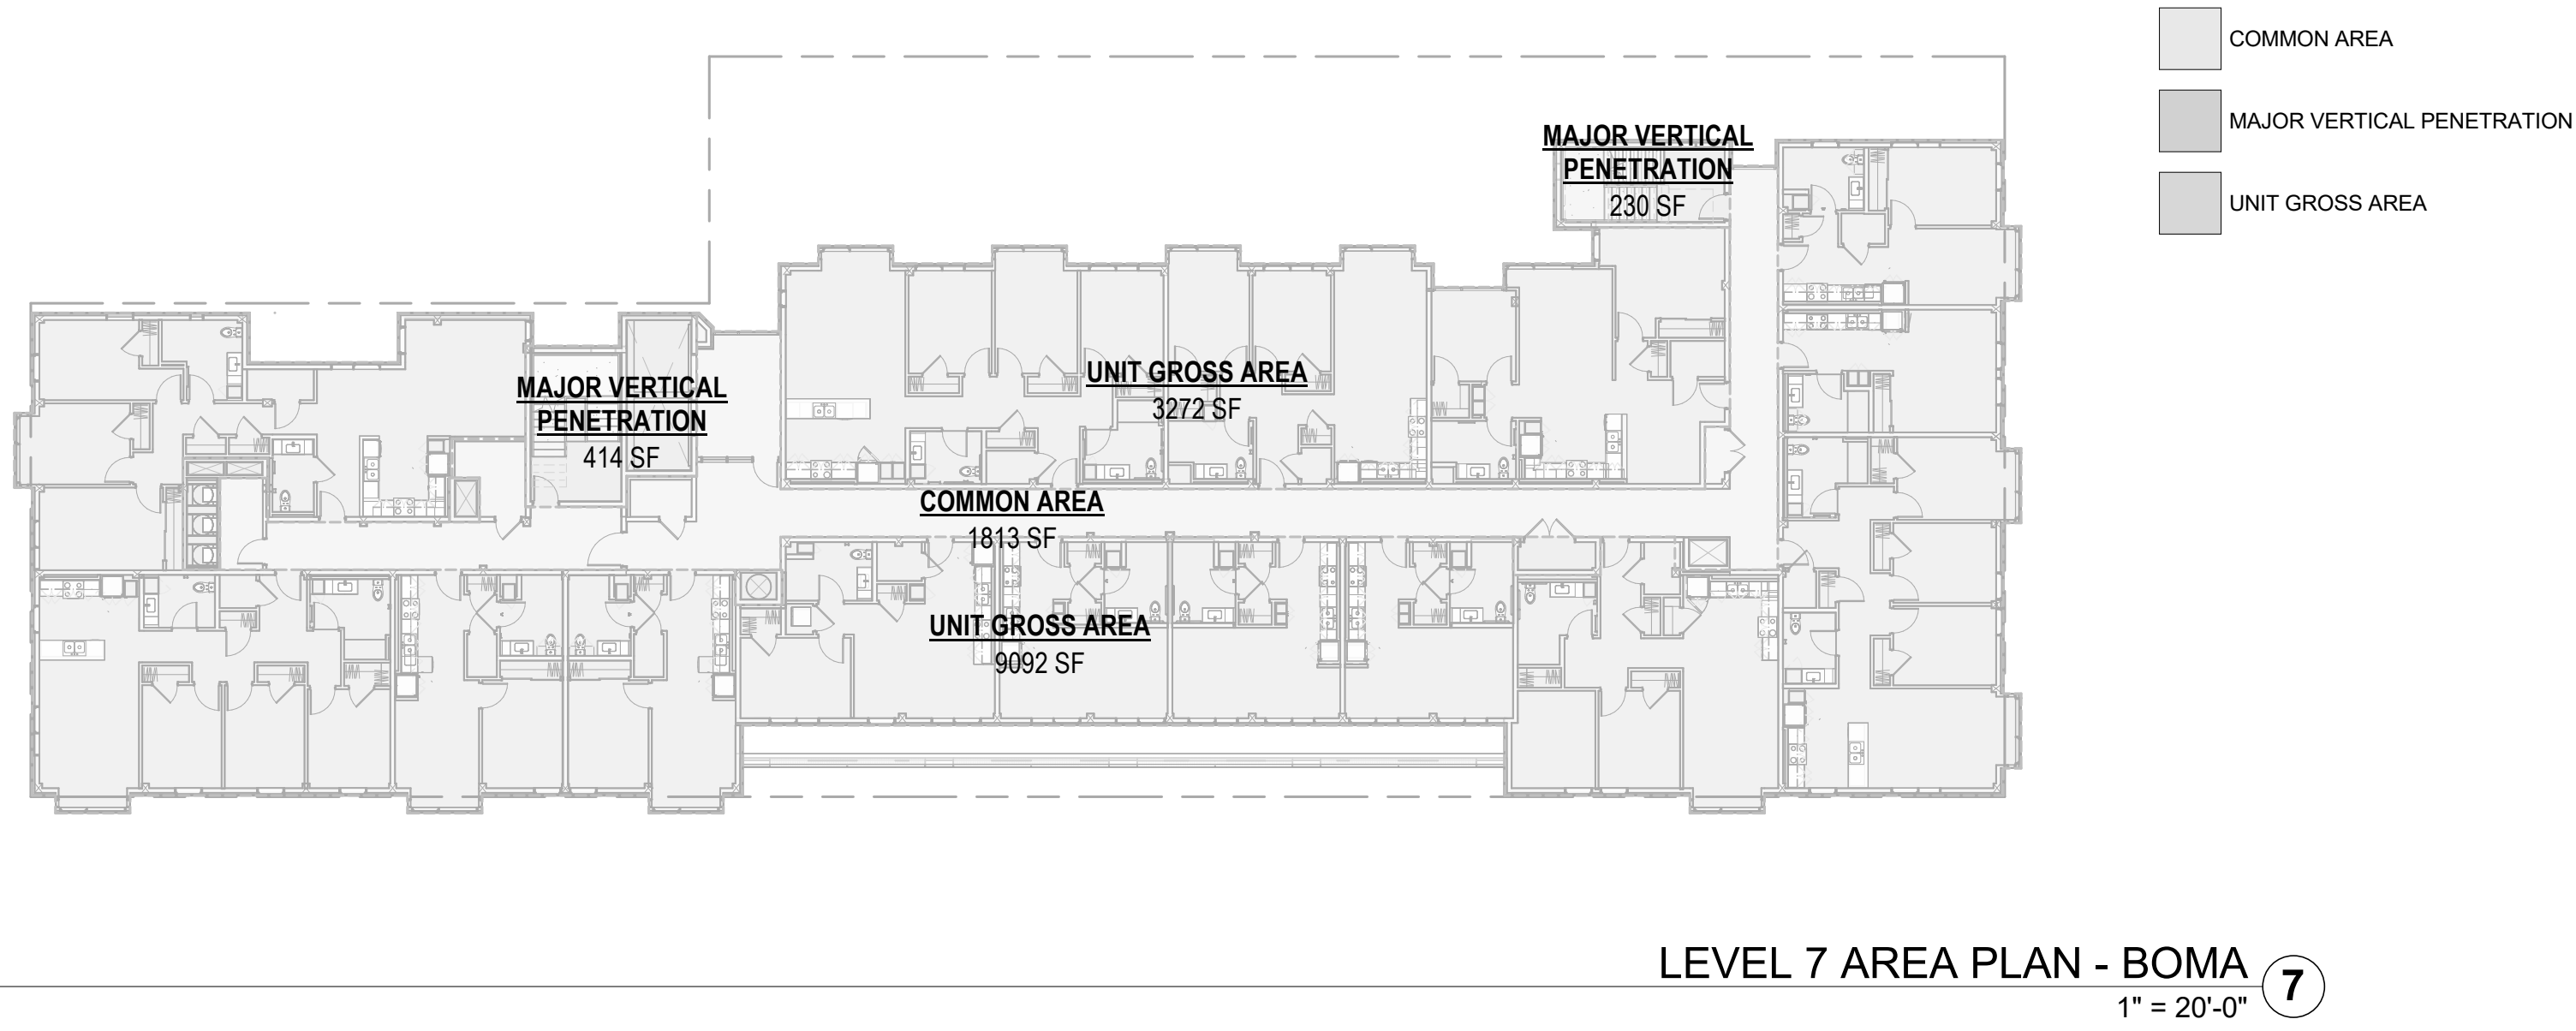 COMMON AREA
MAJOR VERTICAL PENETRATION
UNIT GROSS AREA
MAJOR VERTICAL
PENETRATION
230 SF
UNIT GROSS AREA
3272 SF
MAJOR VERTICAL
PENETRATION
414 SF
COMMON AREA
1813 SF
UNIT GROSS AREA
9092 SF
LEVEL 7 AREA PLAN - BOMA
7
1" = 20'-0"